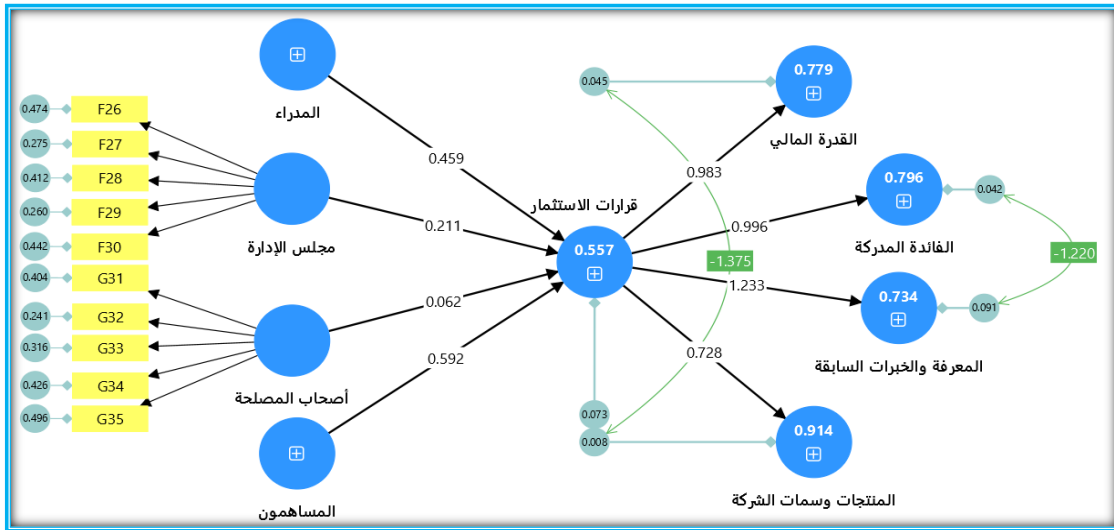 0.779
المدراء
0.045
القدرة المالي
0.474
F26
0.275
F27
0.412
F28
0.260
F29
0.442
F30
مجلس الإدارة
0.459
0.983
0.211
قرارات الاستثمار
0.557
0.996
0.796
الفائدة المدركة
0.042
-1.375
-1.220
0.404
G31
0.241
G32
0.316
G33
0.426
G34
0.496
G35
أصحاب المصلحة
0.062
1.233
0.734
0.091
المعرفة والخبرات السابقة
0.592
0.728
0.073
0.008
0.914
المساهمون
المنتجات وسمات الشركة